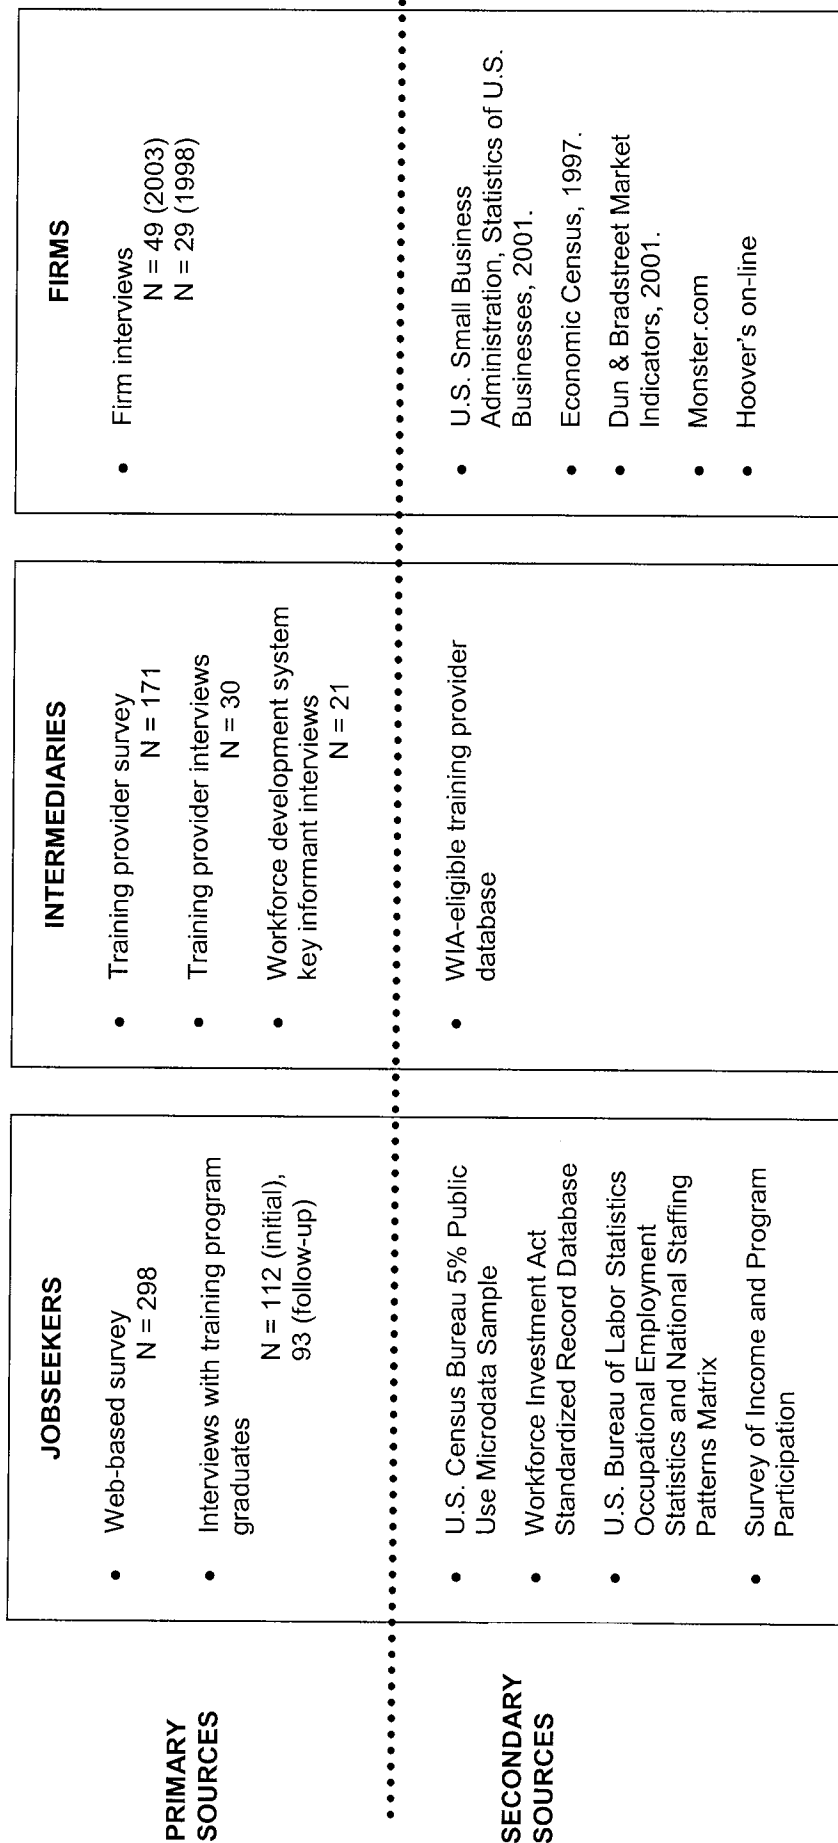 JOBSEEKERS
INTERMEDIARIES
FIRMS
PRIMARY
SOURCES
• Web-based survey
N = 298
• Interviews with training program
graduates
N = 112 (initial),
93 (follow-up)
• Training provider survey
N = 171
• Training provider interviews
N = 30
• Workforce development system
key informant interviews
N = 21
• Firm interviews
N = 49 (2003)
N = 29 (1998)
SECONDARY
SOURCES
• U.S. Census Bureau 5% Public
Use Microdata Sample
• Workforce Investment Act
Standardized Record Database
• U.S. Bureau of Labor Statistics
Occupational Employment
Statistics and National Staffing
Patterns Matrix
• Survey of Income and Program
Participation
• WIA-eligible training provider
database
• U.S. Small Business
Administration, Statistics of U.S.
Businesses, 2001.
• Economic Census, 1997.
• Dun & Bradstreet Market
Indicators, 2001.
• Monster.com
• Hoover's on-line